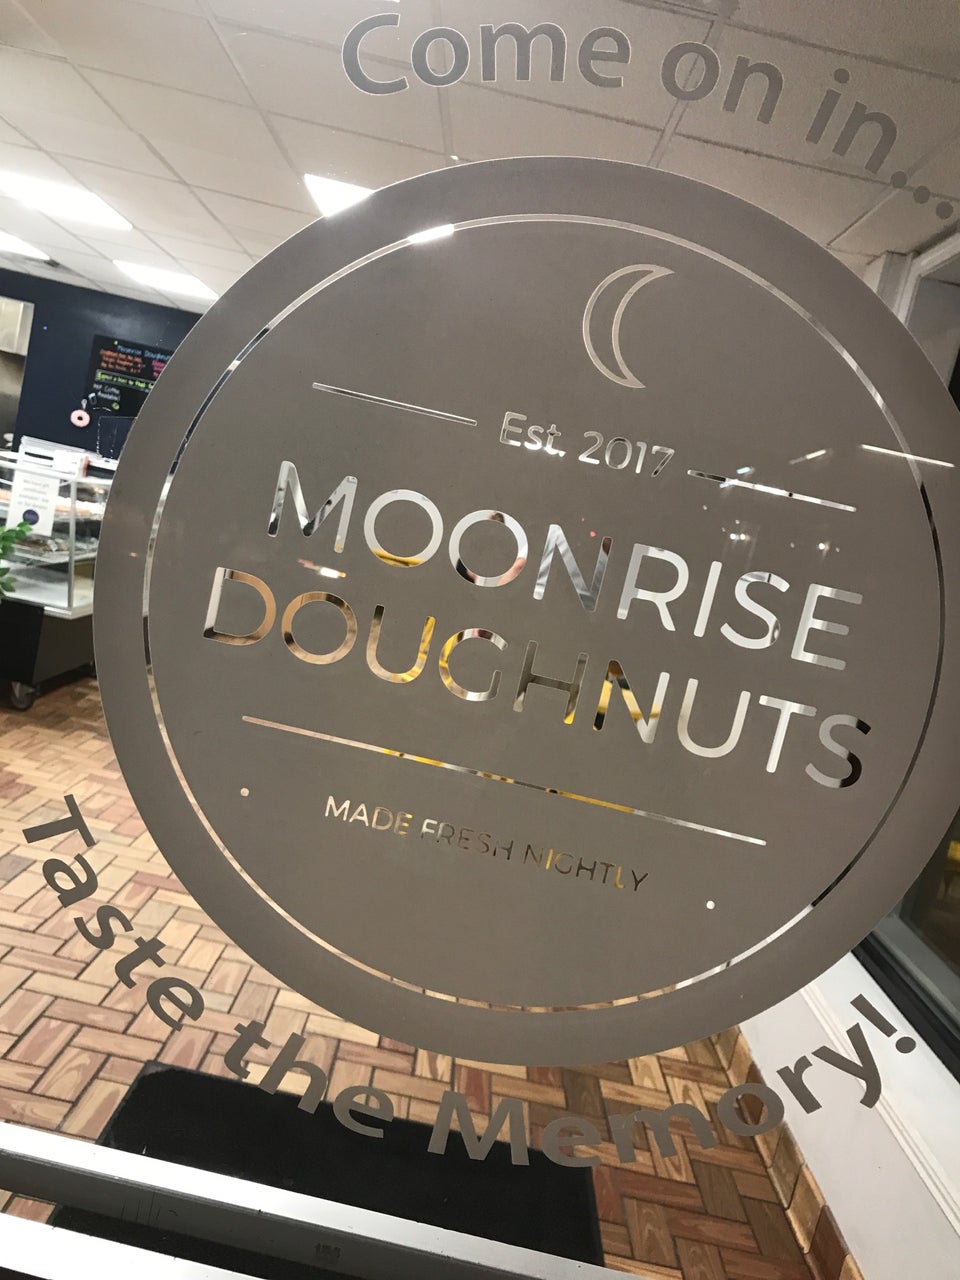 Come on in...
Est. 2017
MOONRISE
DOUGHNUTS
MADE FRESH NIGHTLY
Taste the Memory!